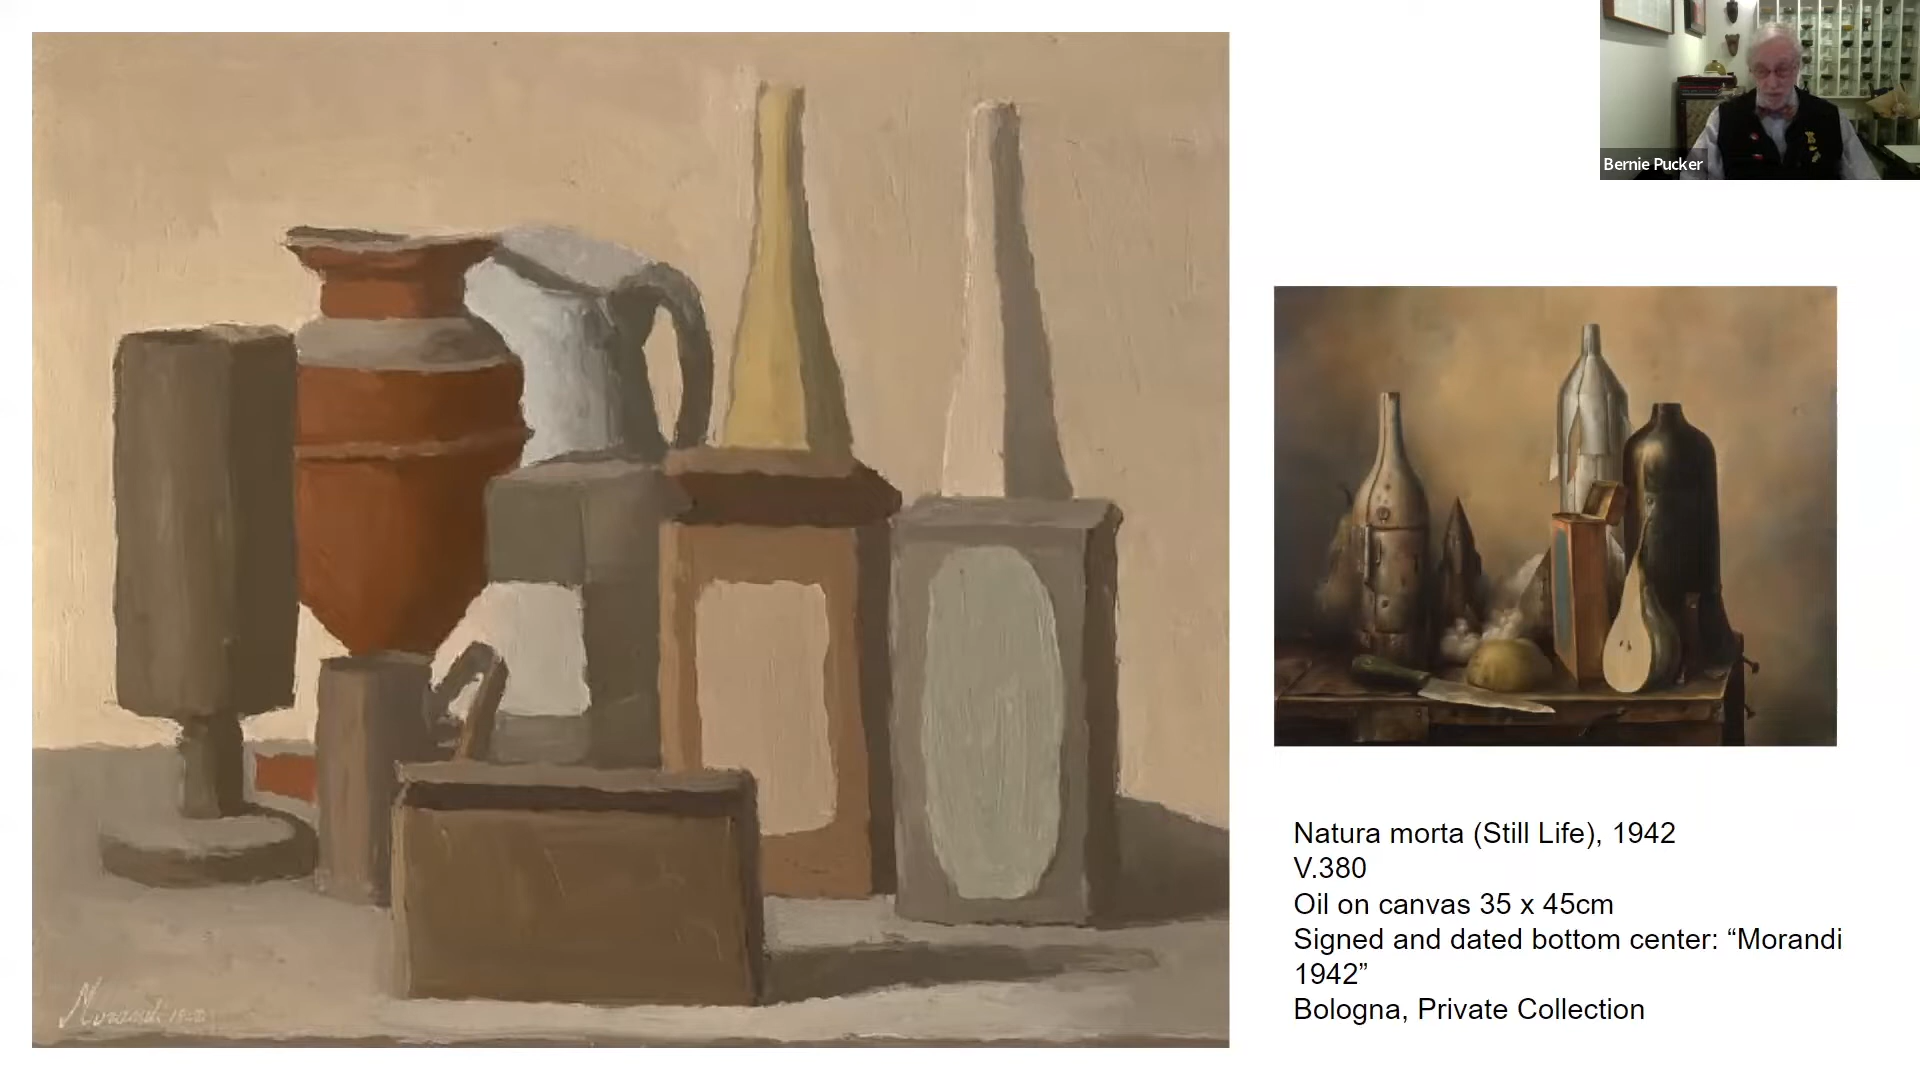 Bernie Pucker
Natura morta (Still Life), 1942
V.380
Oil on canvas 35 x 45cm
Signed and dated bottom center: “Morandi
1942”
Bologna, Private Collection
Morandi